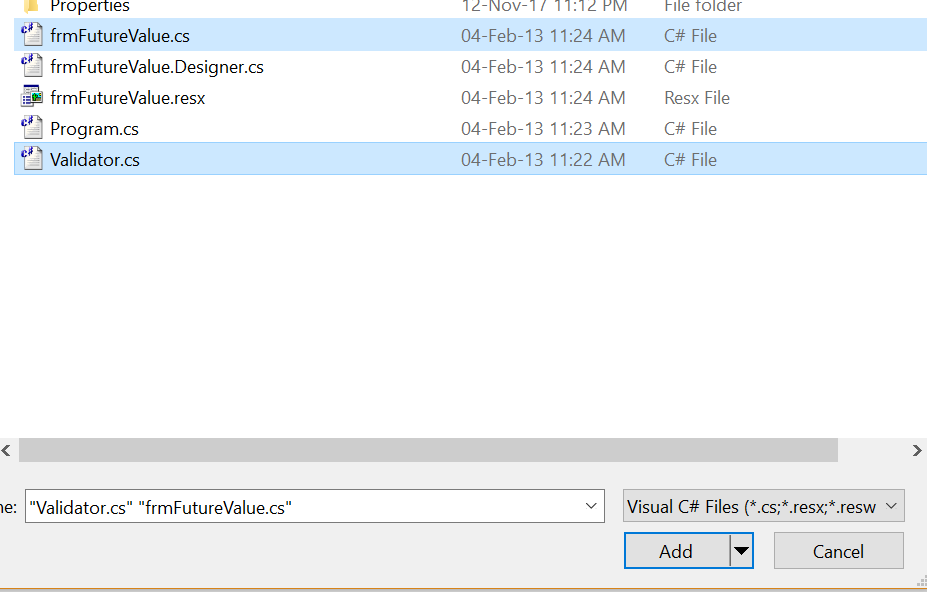 Properties 12-Nov-17 11:12 PM File folder
frmFutureValue.cs 04-Feb-13 11:24 AM C# File
frmFutureValue.Designer.cs 04-Feb-13 11:24 AM C# File
frmFutureValue.resx 04-Feb-13 11:24 AM Resx File
Program.cs 04-Feb-13 11:23 AM C# File
Validator.cs 04-Feb-13 11:22 AM C# File
ne: "Validator.cs" "frmFutureValue.cs" Visual C# Files (*.cs;*.resx;*.resw
Add Cancel